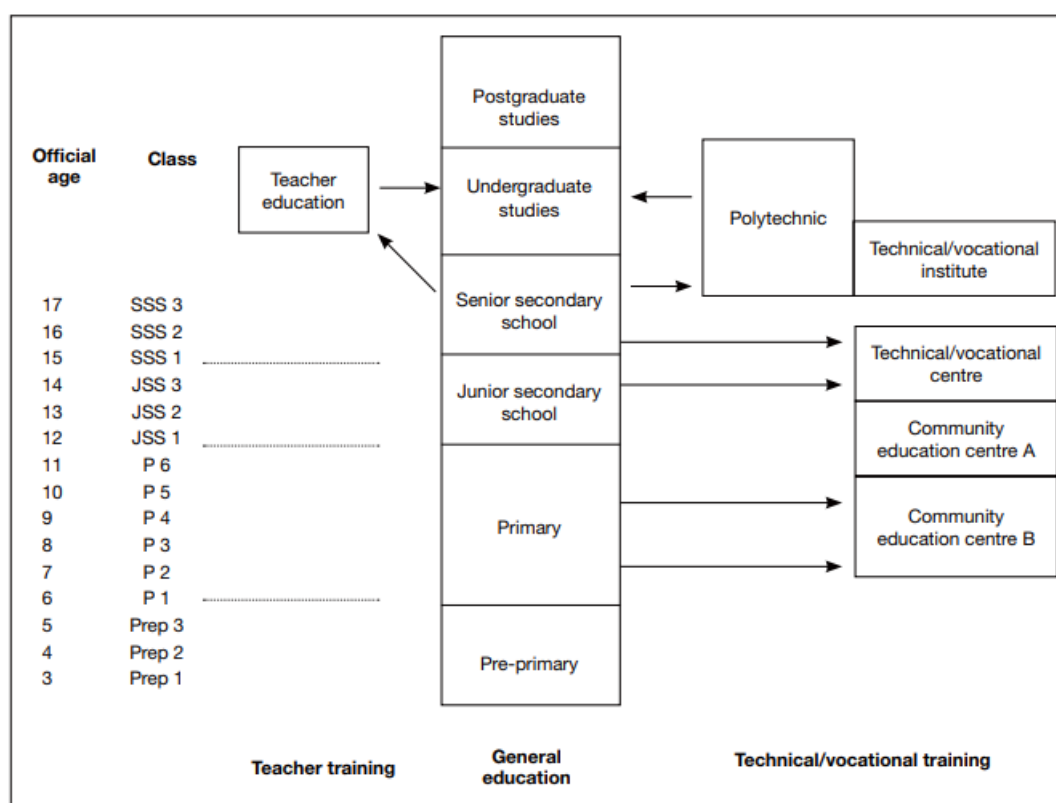 Official
age
Class
Teacher
education
Postgraduate
studies
Undergraduate
studies
Polytechnic
Technical/vocational
institute
17 SSS 3
16 SSS 2
15 SSS 1
14 JSS 3
13 JSS 2
12 JSS 1
11 P 6
10 P 5
9 P 4
8 P 3
7 P 2
6 P 1
5 Prep 3
4 Prep 2
3 Prep 1
Senior secondary
school
Junior secondary
school
Primary
Pre-primary
Technical/vocational
centre
Community
education centre A
Community
education centre B
Teacher training
General
education
Technical/vocational training